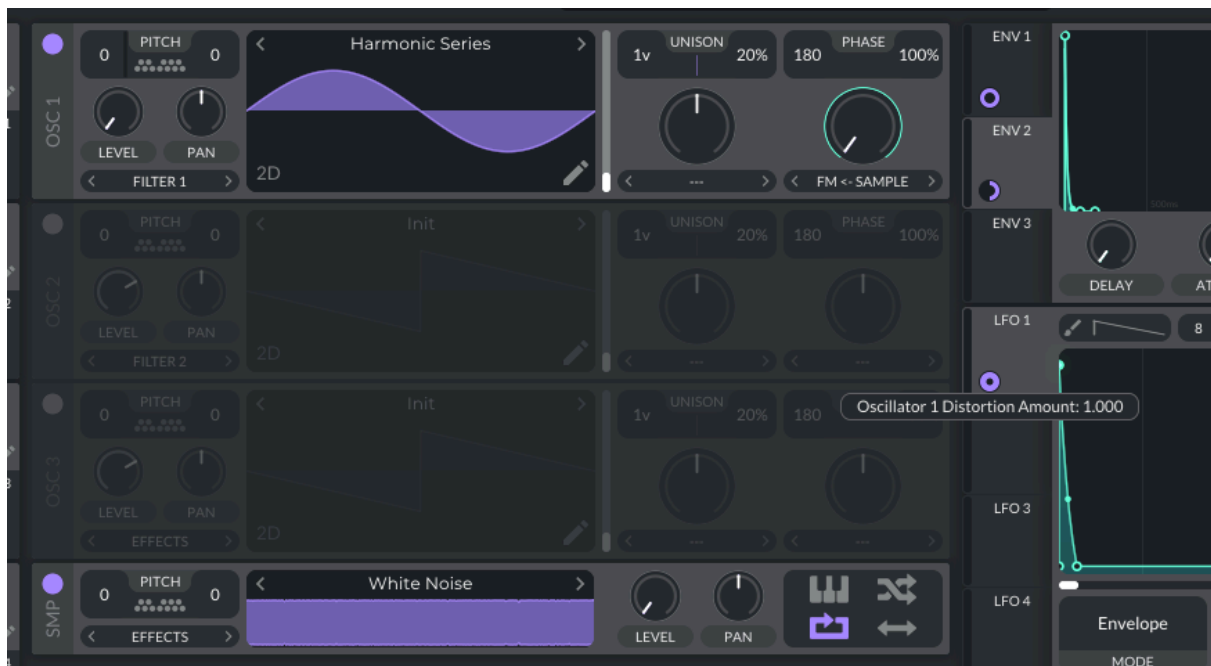 OSC 1
0 PITCH 0
LEVEL PAN
FILTER 1
Harmonic Series
2D
1v UNISON 20%
---
180 PHASE 100%
FM <- SAMPLE
OSC 2
0 PITCH 0
LEVEL PAN
FILTER 2
Init
2D
1v UNISON 20%
---
180 PHASE 100%
---
OSC 3
0 PITCH 0
LEVEL PAN
EFFECTS
Init
2D
1v UNISON 20%
---
180
---
SMP
0 PITCH 0
EFFECTS
White Noise
LEVEL PAN
ENV 1
ENV 2
ENV 3
500ms
DELAY AT
LFO 1
8
Oscillator 1 Distortion Amount: 1.000
LFO 3
LFO 4
Envelope
MODE